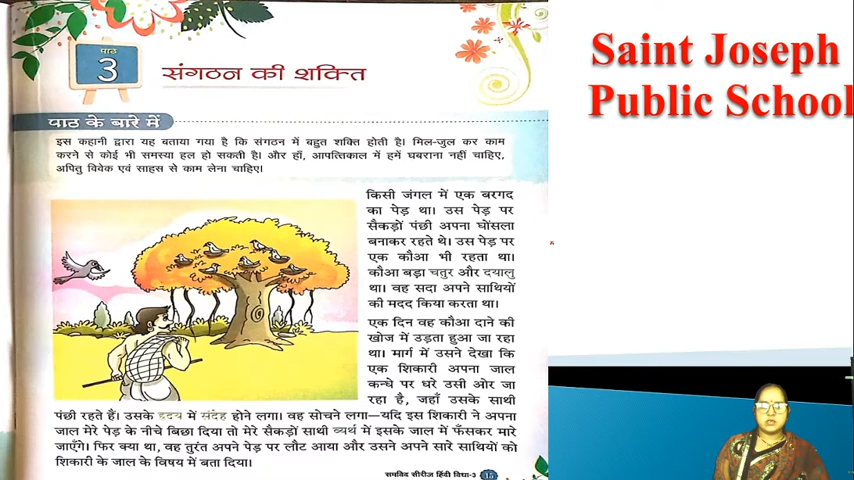 पाठ
3
संगठन की शक्ति
पाठ के बारे में
इस कहानी द्वारा यह बताया गया है कि संगठन में बहुत शक्ति होती है। मिल-जुल कर काम
करने से कोई भी समस्या हल हो सकती है। और हाँ, आपत्तिकाल में हमें घबराना नहीं चाहिए,
अपितु विवेक एवं साहस से काम लेना चाहिए।
किसी जंगल में एक बरगद
का पेड़ था। उस पेड़ पर
सैकड़ों पंछी अपना घोंसला
बनाकर रहते थे। उस पेड़ पर
एक कौआ भी रहता था।
कौआ बड़ा चतुर और दयालु
था। वह सदा अपने साथियों
की मदद किया करता था।
एक दिन वह कौआ दाने की
खोज में उड़ता हुआ जा रहा
था। मार्ग में उसने देखा कि
एक शिकारी अपना जाल
कन्धे पर धरे उसी ओर जा
रहा है, जहाँ उसके साथी
पंछी रहते हैं। उसके हृदय में संदेह होने लगा। वह सोचने लगा—यदि इस शिकारी ने अपना
जाल मेरे पेड़ के नीचे बिछा दिया तो मेरे सैकड़ों साथी व्यर्थ में इसके जाल में फँसकर मारे
जाएँगे। फिर क्या था, वह तुरंत अपने पेड़ पर लौट आया और उसने अपने सारे साथियों को
शिकारी के जाल के विषय में बता दिया।
समविद सीरीज हिंदी विद्या-3 15
Saint Joseph
Public School